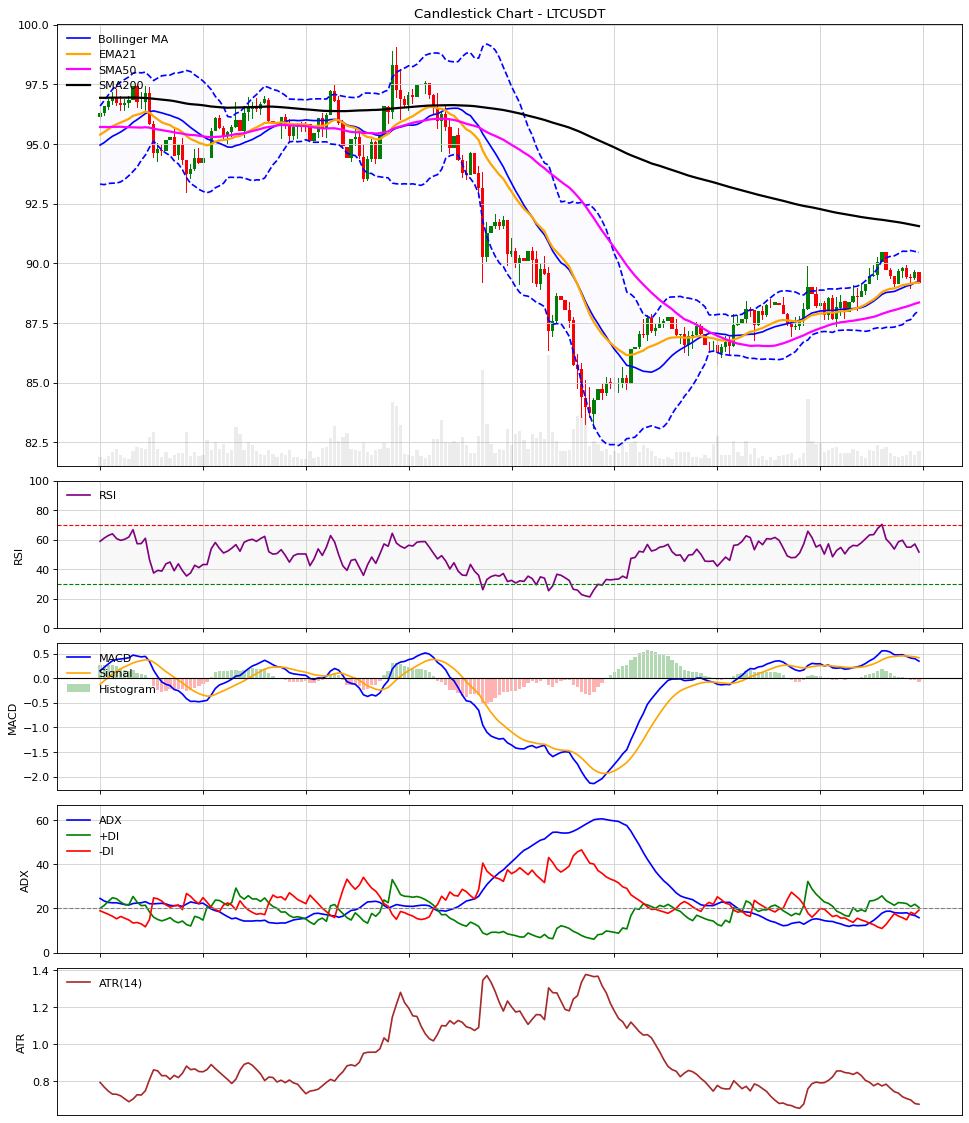 Candlestick Chart - LTCUSDT
100.0
97.5
95.0
92.5
90.0
87.5
85.0
82.5
Bollinger MA
EMA21
SMA50
SMA200
100
80
60
40
20
0
RSI
RSI
0.5
0.0
−0.5
−1.0
−1.5
−2.0
MACD
MACD
Signal
Histogram
60
40
20
0
ADX
ADX
+DI
-DI
1.4
1.2
1.0
0.8
ATR
ATR(14)